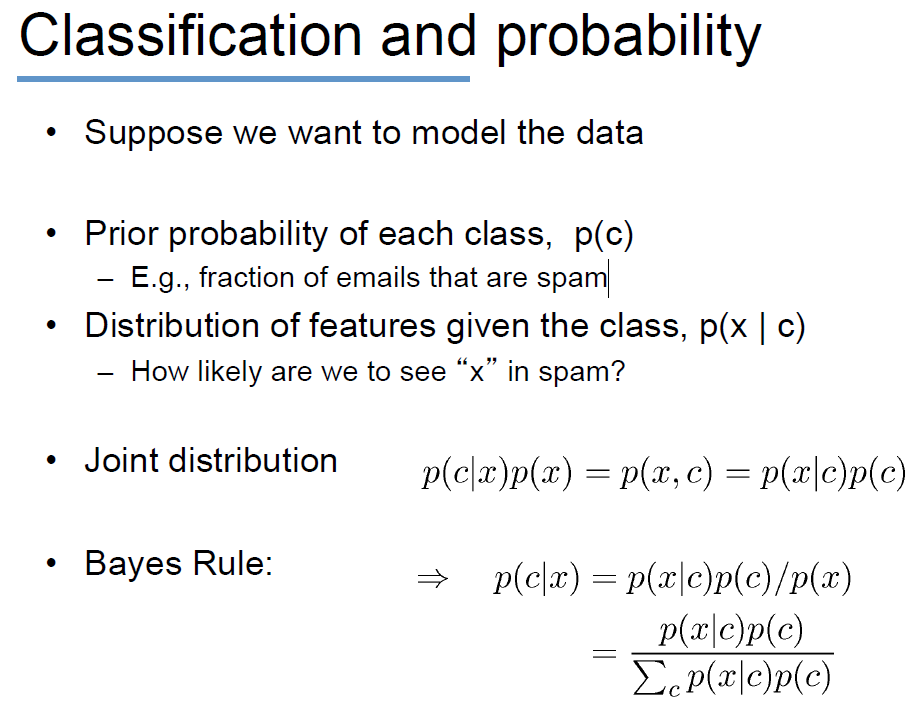 Classification and probability
• Suppose we want to model the data
• Prior probability of each class, p(c)
– E.g., fraction of emails that are spam
• Distribution of features given the class, p(x | c)
– How likely are we to see “x” in spam?
• Joint distribution p(c|x)p(x) = p(x, c) = p(x|c)p(c)
• Bayes Rule: ⇒ p(c|x) = p(x|c)p(c)/p(x)
= \frac{p(x|c)p(c)}{\sum_c p(x|c)p(c)}